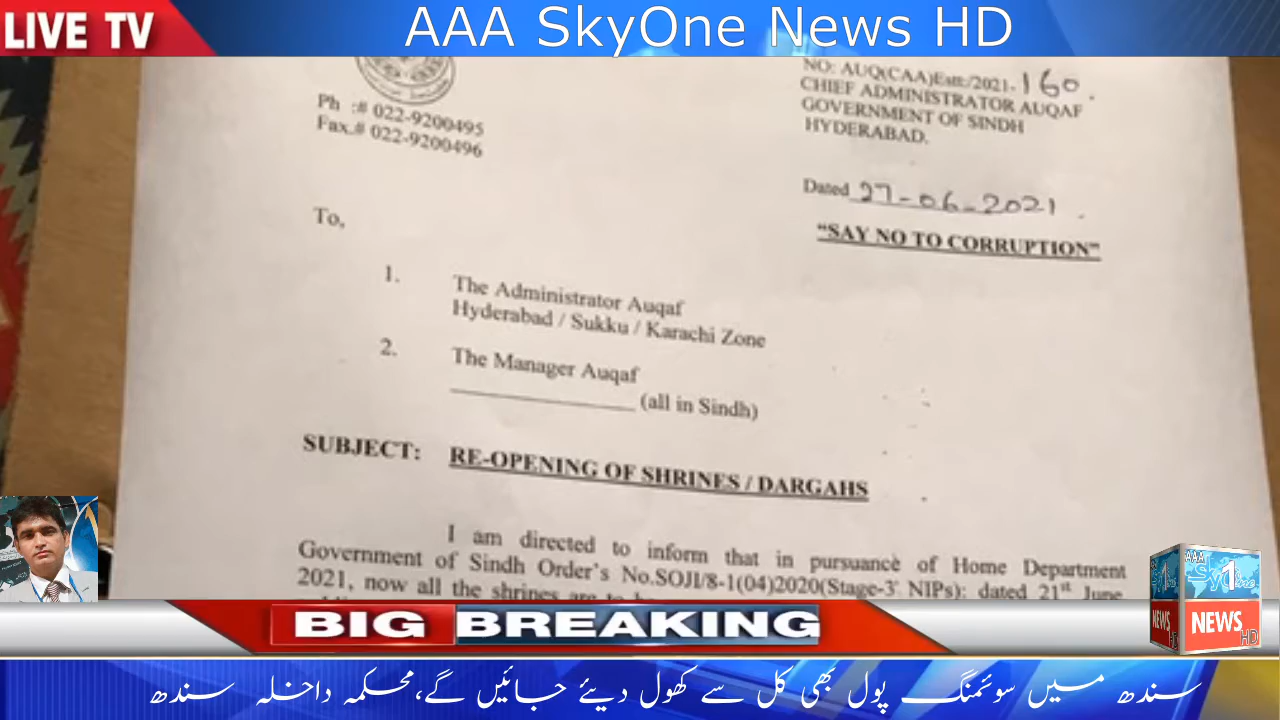 LIVE TV
AAA SkyOne News HD
Ph :# 022-9200495
Fax.# 022-9200496
NO: AUQ(CAA)Estt:/2021-160.
CHIEF ADMINISTRATOR AUQAF
GOVERNMENT OF SINDH
HYDERABAD.
Dated 27-06-2021.
"SAY NO TO CORRUPTION"
To,
1. The Administrator Auqaf
Hyderabad / Sukku / Karachi Zone
2. The Manager Auqaf
____________ (all in Sindh)
SUBJECT: RE-OPENING OF SHRINES / DARGAHS
I am directed to inform that in pursuance of Home Department
Government of Sindh Order's No.SOJI/8-1(04)2020(Stage-3 NIPs): dated 21st June
2021, now all the shrines are to
AAA
NEWS
HD
BIG BREAKING
سندھ میں سوئمنگ پول بھی کل سے کھول دیئے جائیں گے،محکمہ داخلہ سندھ